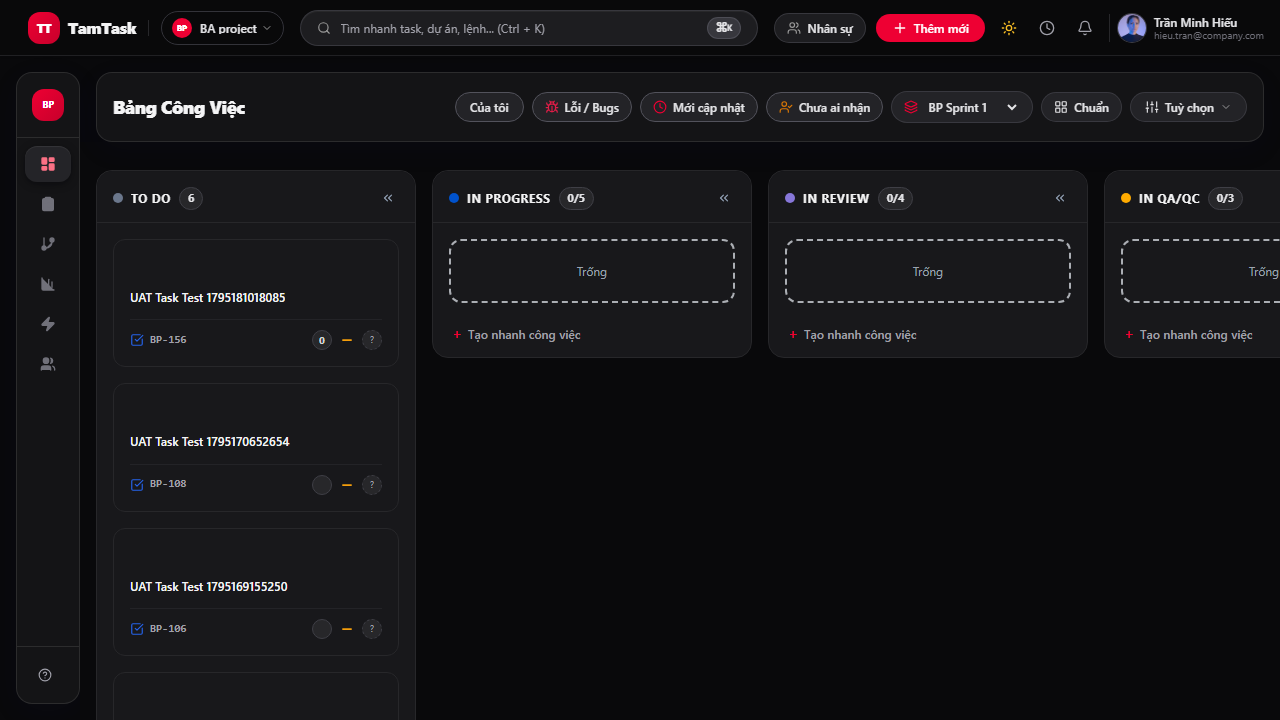 TT TamTask BP BA project Tìm nhanh task, dự án, lệnh... (Ctrl + K) ⌘K Nhân sự + Thêm mới Trần Minh Hiếu
hieu.tran@company.com
BP
Bảng Công Việc Của tôi Lỗi / Bugs Mới cập nhật Chưa ai nhận BP Sprint 1 Chuẩn Tuỳ chọn
TO DO 6 «
UAT Task Test 1795181018085
BP-156 0 ?
UAT Task Test 1795170652654
BP-108 ?
UAT Task Test 1795169155250
BP-106 ?
IN PROGRESS 0/5 «
Trống
+ Tạo nhanh công việc
IN REVIEW 0/4 «
Trống
+ Tạo nhanh công việc
IN QA/QC 0/3
Trống
+ Tạo nhanh công việc
?